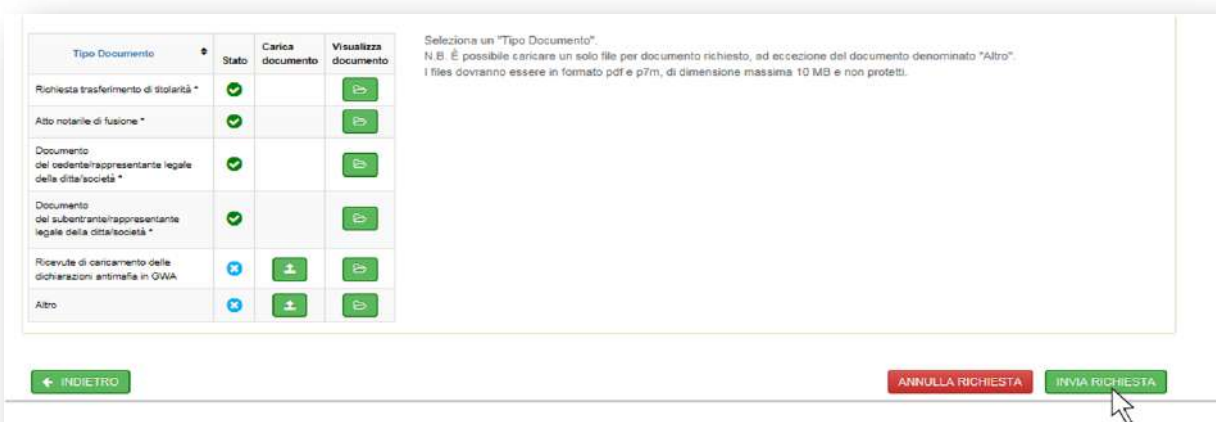 Tipo Documento
Stato
Carica
documento
Visualizza
documento
Richiesta trasferimento di titolarità *
Atto notarile di fusione *
Documento
del cedente/rappresentante legale
della ditta/società *
Documento
del subentrante/rappresentante
legale della ditta/società *
Ricevute di caricamento delle
dichiarazioni antimafia in GWA
Altro
Seleziona un "Tipo Documento".
N.B. È possibile caricare un solo file per documento richiesto, ad eccezione del documento denominato "Altro".
I files dovranno essere in formato pdf e p7m, di dimensione massima 10 MB e non protetti.
INDIETRO
ANNULLA RICHIESTA
INVIA RICHIESTA